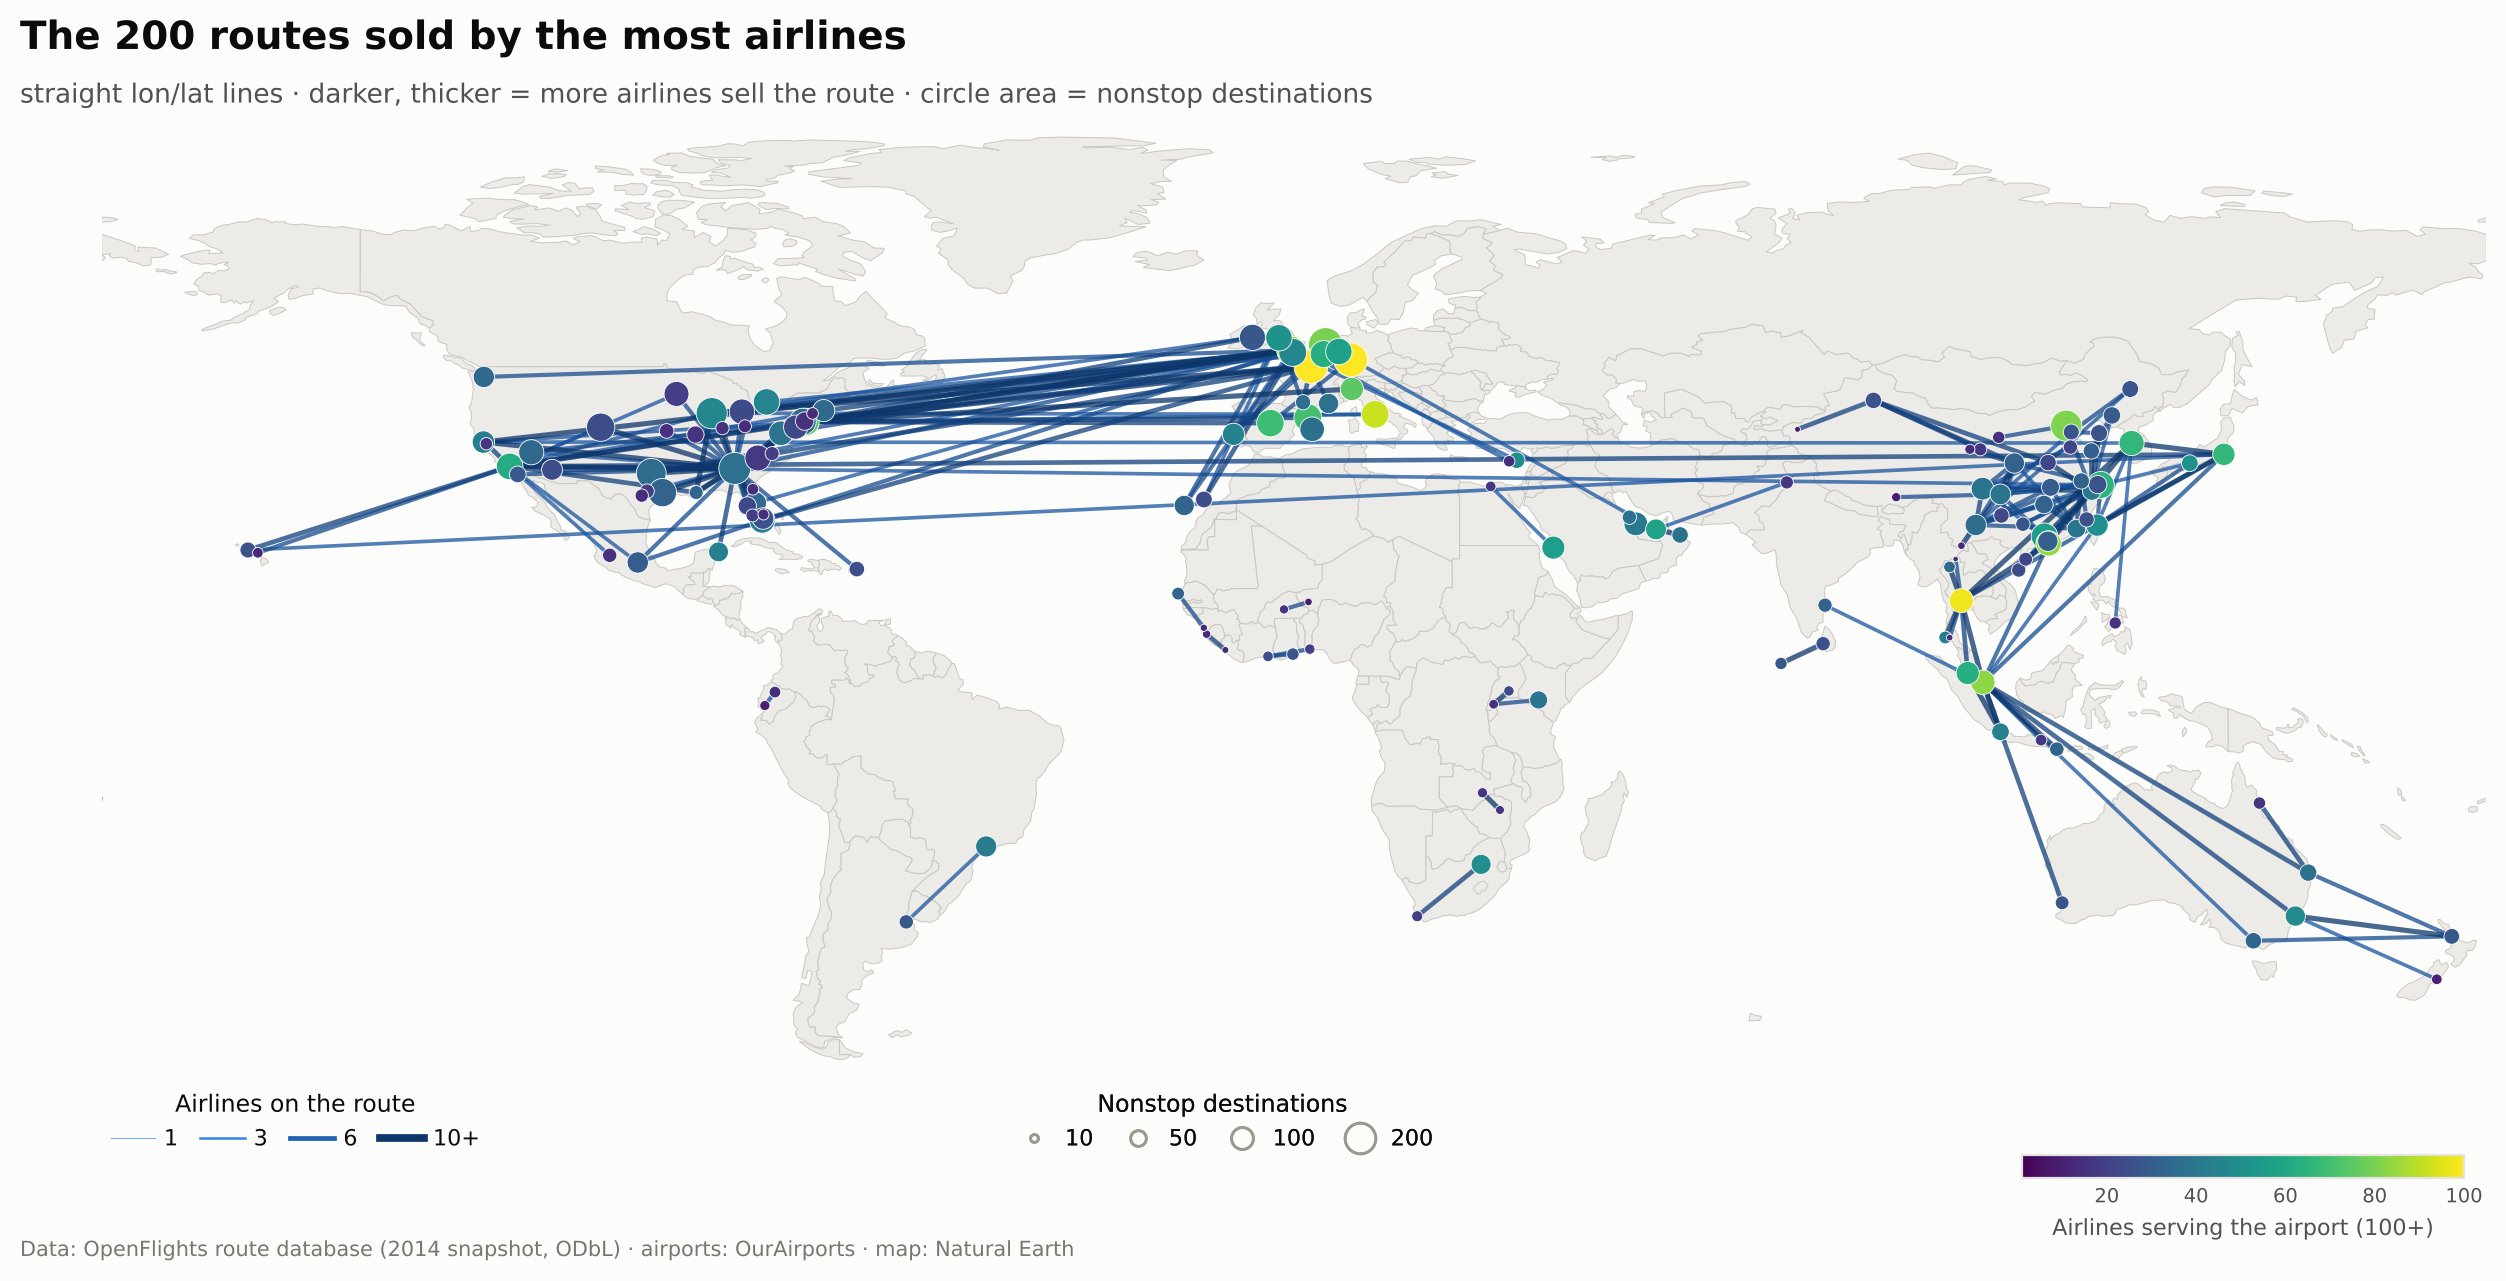 The 200 routes sold by the most airlines
straight lon/lat lines · darker, thicker = more airlines sell the route · circle area = nonstop destinations
Airlines on the route
1 3 6 10+
Nonstop destinations
10 50 100 200
20 40 60 80 100
Airlines serving the airport (100+)
Data: OpenFlights route database (2014 snapshot, ODbL) · airports: OurAirports · map: Natural Earth